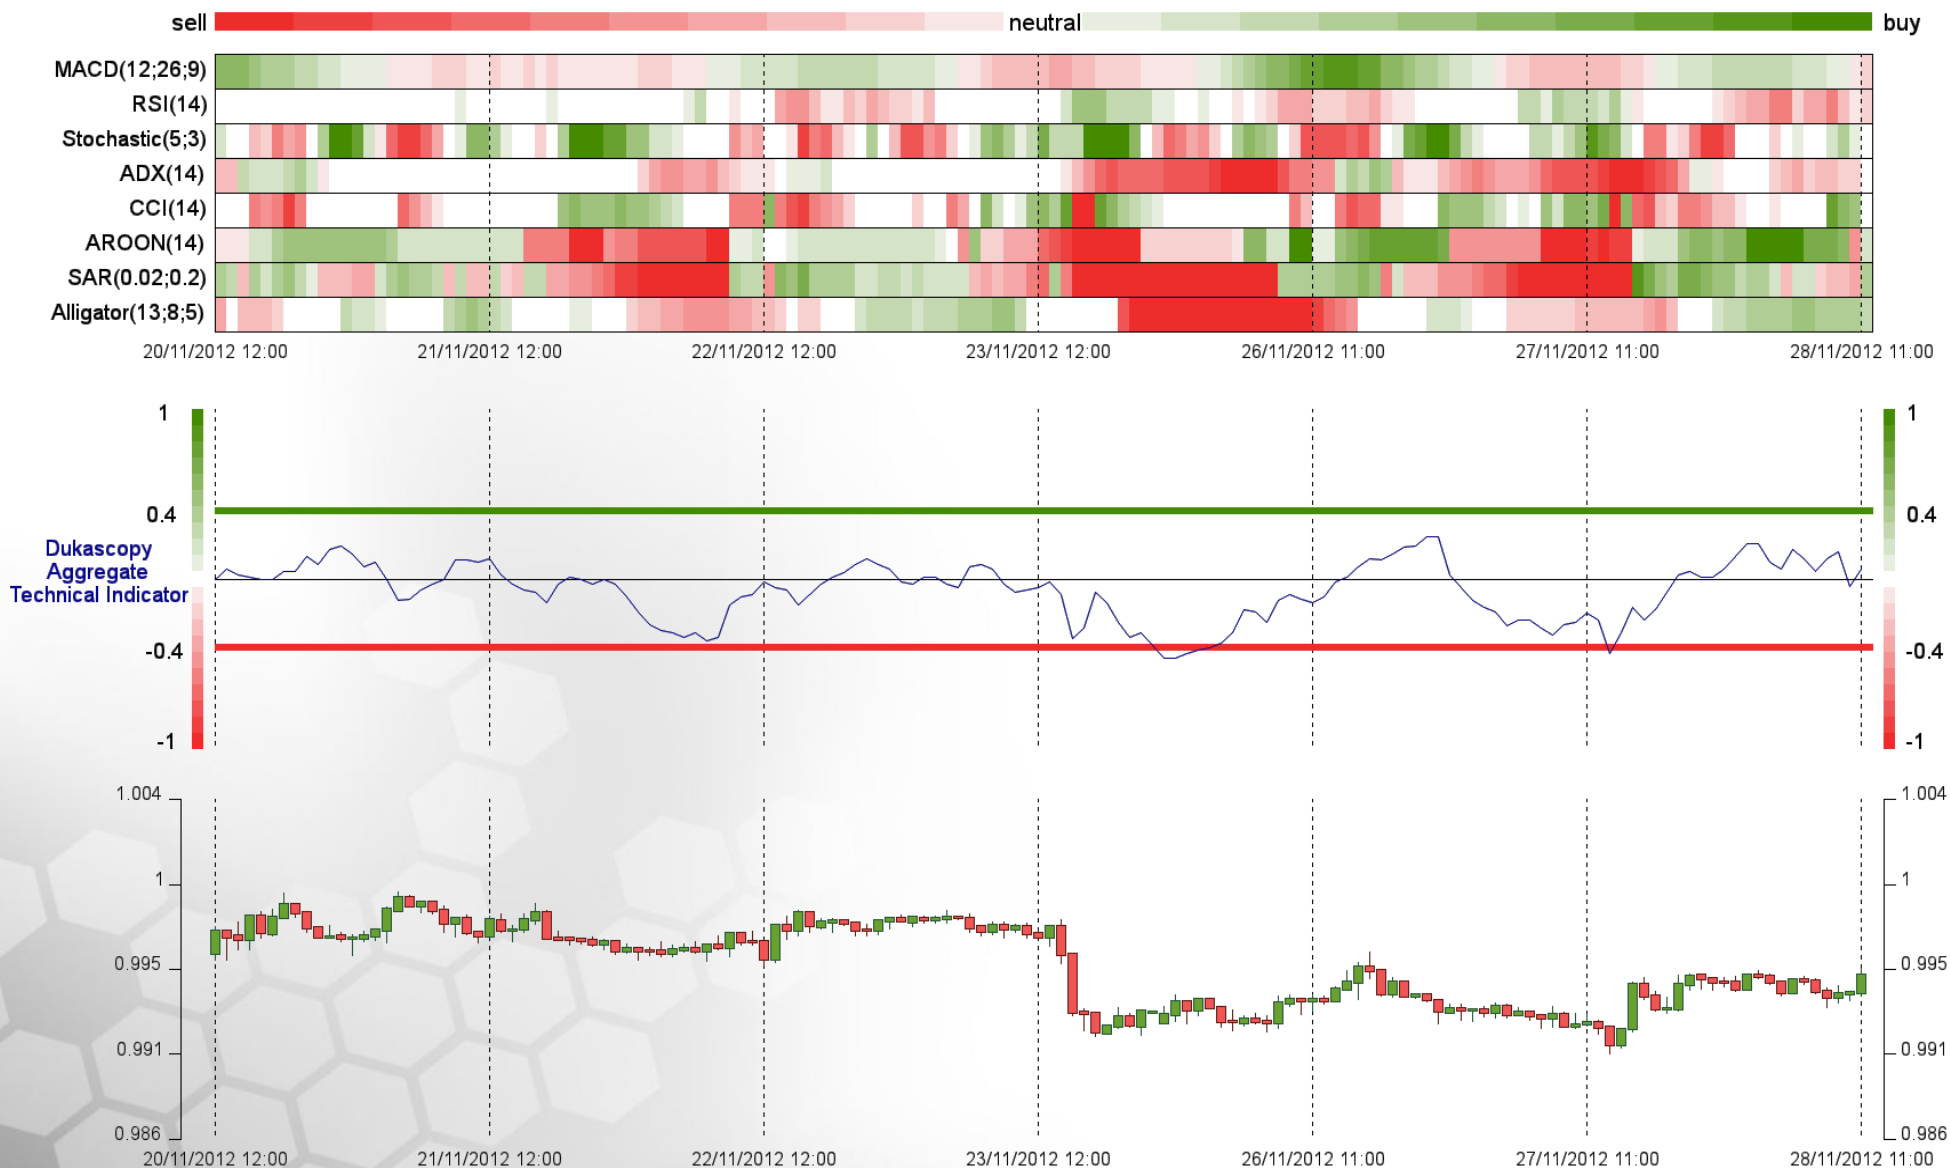 sell neutral buy
MACD(12;26;9)
RSI(14)
Stochastic(5;3)
ADX(14)
CCI(14)
AROON(14)
SAR(0.02;0.2)
Alligator(13;8;5)
20/11/2012 12:00 21/11/2012 12:00 22/11/2012 12:00 23/11/2012 12:00 26/11/2012 11:00 27/11/2012 11:00 28/11/2012 11:00
1 1
0.4 0.4
Dukascopy
Aggregate
Technical Indicator
-0.4 -0.4
-1 -1
1.004 1.004
1 1
0.995 0.995
0.991 0.991
0.986 0.986
20/11/2012 12:00 21/11/2012 12:00 22/11/2012 12:00 23/11/2012 12:00 26/11/2012 11:00 27/11/2012 11:00 28/11/2012 11:00